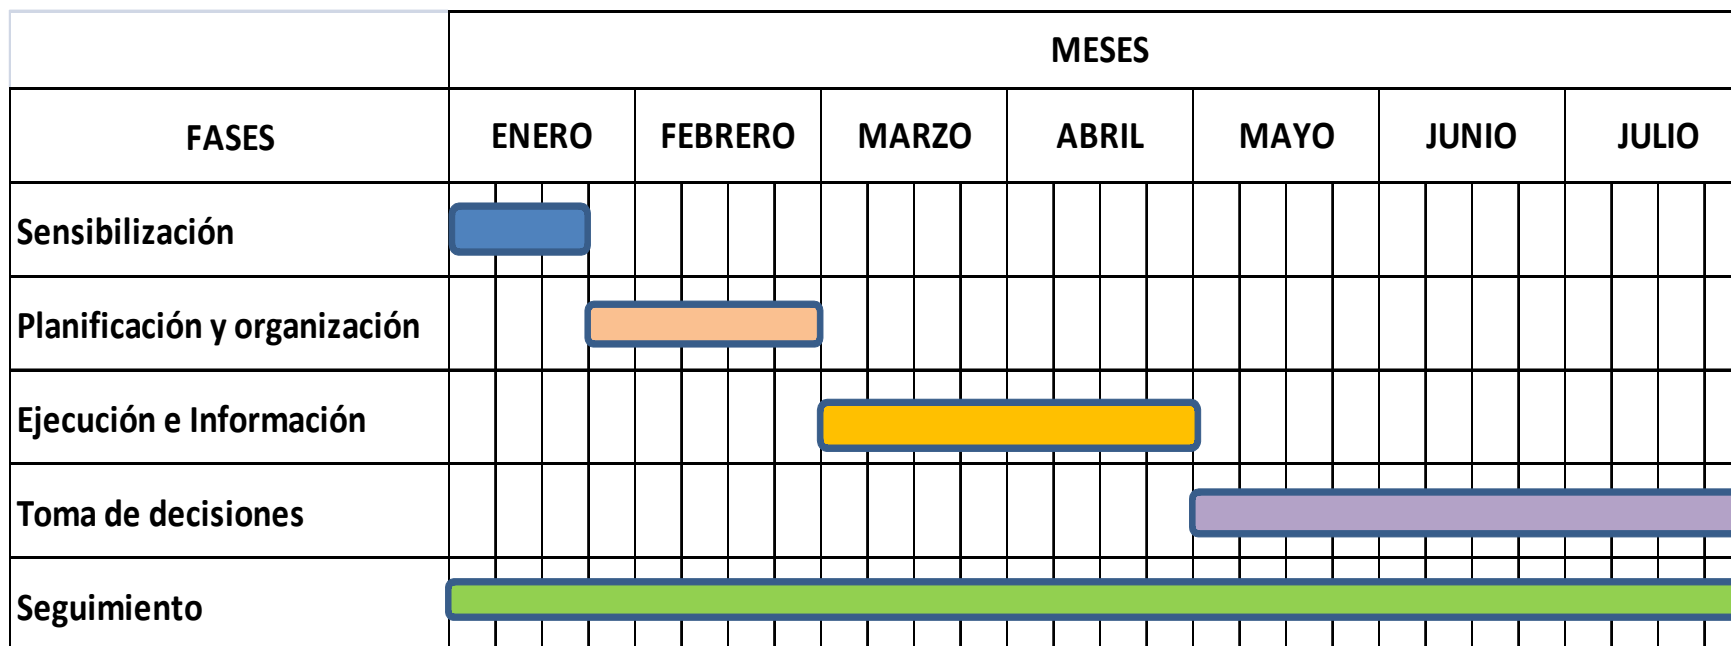 MESES
FASES ENERO FEBRERO MARZO ABRIL MAYO JUNIO JULIO
Sensibilización
Planificación y organización
Ejecución e Información
Toma de decisiones
Seguimiento